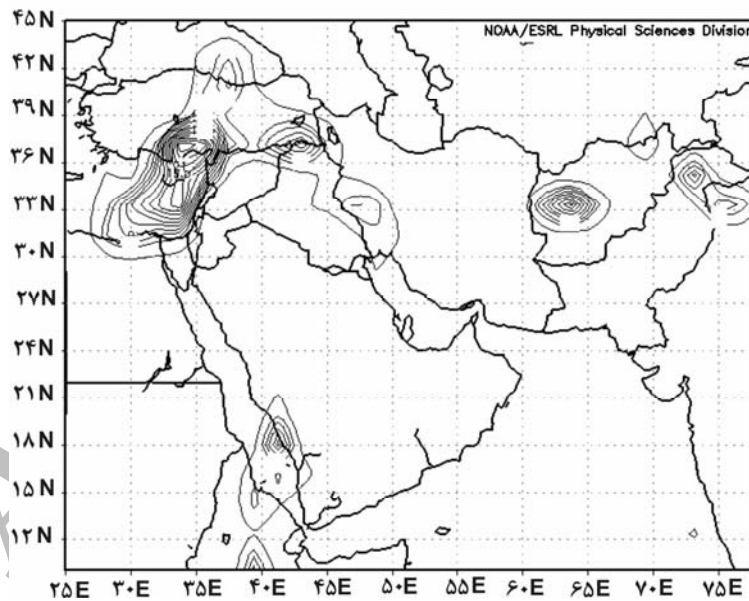 ۴۵N
NOAA/ESRL Physical Sciences Division
۴۲N
۳۹N
۳۶N
۳۳N
۳۰N
۲۷N
۲۴N
۲۱N
۱۸N
۱۵N
۱۲N
۲۵E ۳۰E ۳۵E ۴۰E ۴۵E ۵۰E ۵۵E ۶۰E ۶۵E ۷۰E ۷۵E